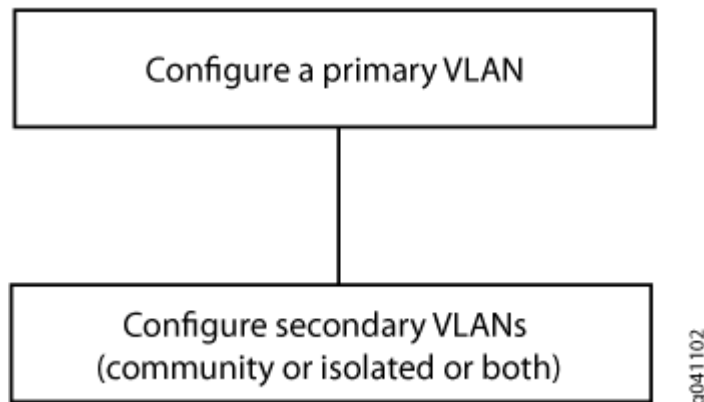 Configure a primary VLAN
Configure secondary VLANs
(community or isolated or both)
g041102